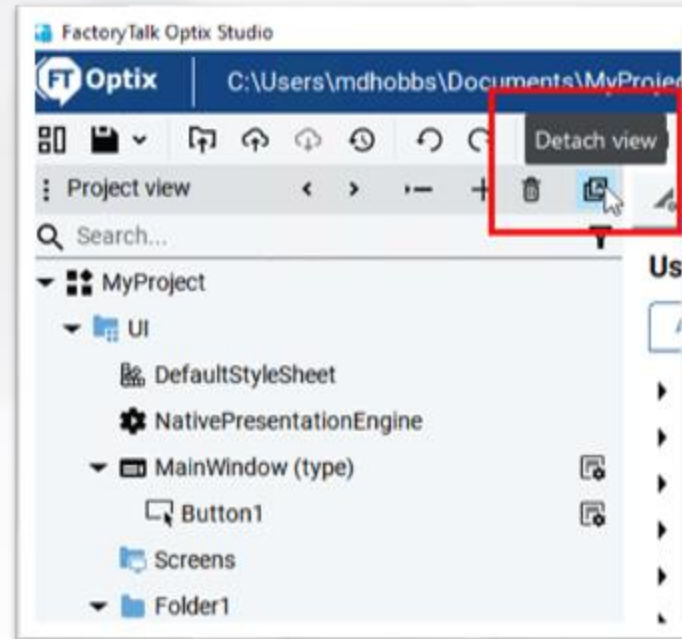 FactoryTalk Optix Studio
FT Optix C:\Users\mdhobbs\Documents\MyProjec
Detach view
Project view
Search...
Us
MyProject
UI
DefaultStyleSheet
NativePresentationEngine
MainWindow (type)
Button1
Screens
Folder1